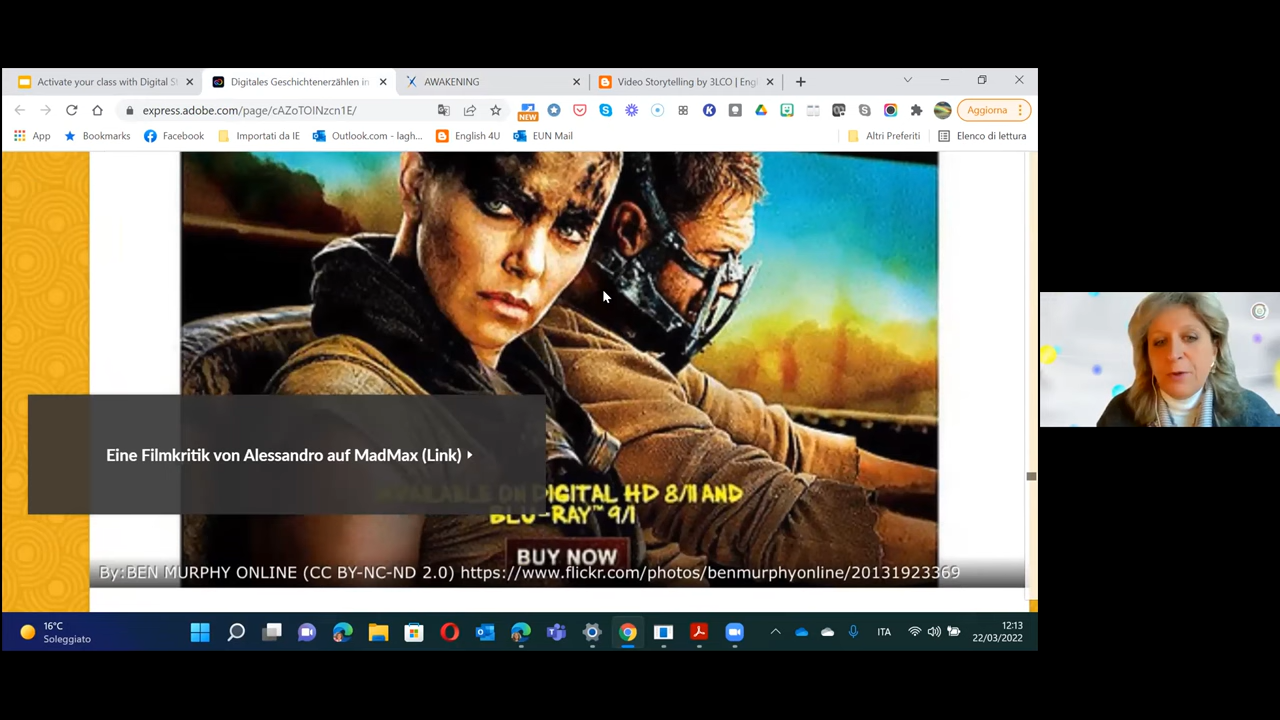 Activate your class with Digital S
Digitales Geschichtenerzählen in
AWAKENING
Video Storytelling by 3LCO | Eng
express.adobe.com/page/cAZoTOINzcn1E/
NEW
Aggiorna
App
Bookmarks
Facebook
Importati da IE
Outlook.com - lagh...
English 4U
EUN Mail
Altri Preferiti
Elenco di lettura
Eine Filmkritik von Alessandro auf MadMax (Link)
AVAILABLE ON DIGITAL HD 8/11 AND
BLU-RAY™ 9/1
BUY NOW
By:BEN MURPHY ONLINE (CC BY-NC-ND 2.0) https://www.flickr.com/photos/benmurphyonline/20131923369
16°C
Soleggiato
ITA
12:13
22/03/2022